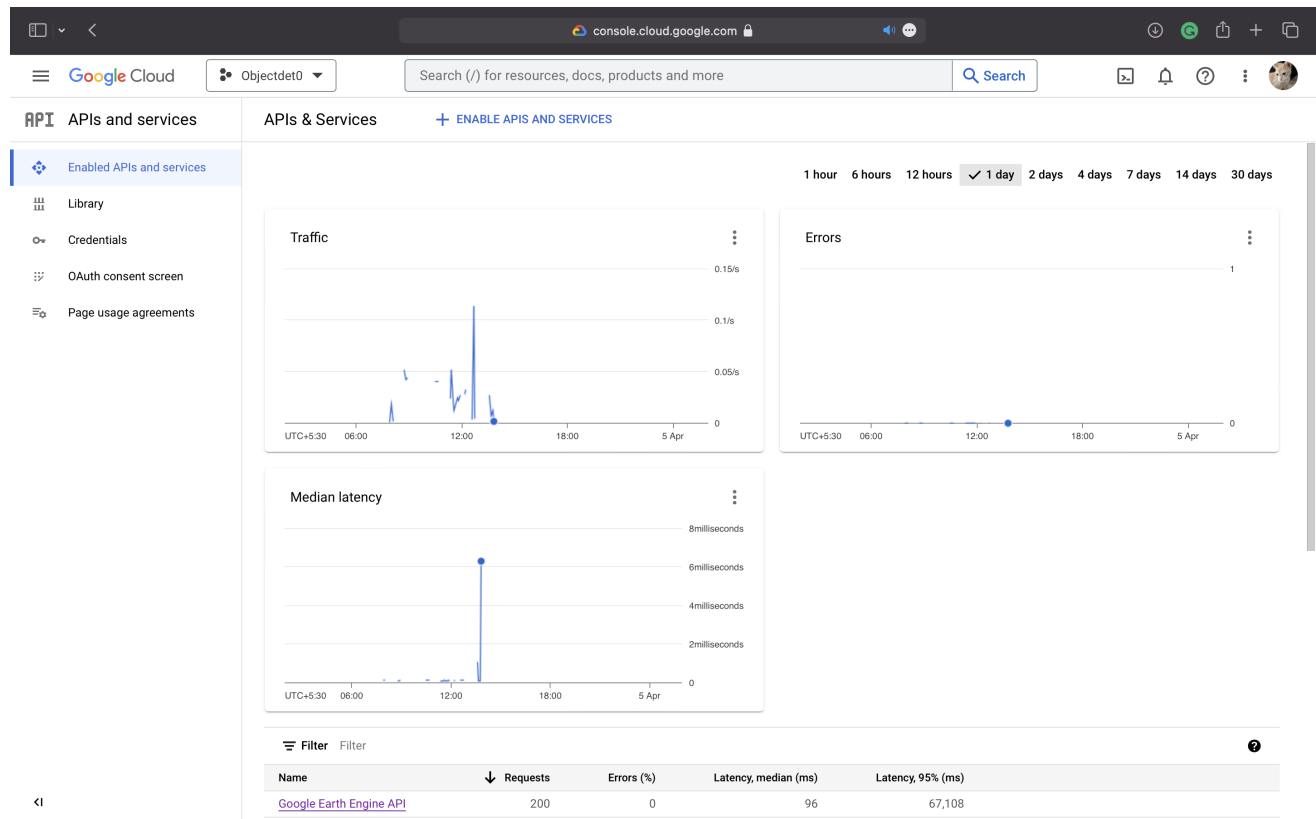 console.cloud.google.com
Google Cloud
Objectdet0
Search (/) for resources, docs, products and more
Search
API APIs and services
APIs & Services
ENABLE APIS AND SERVICES
Enabled APIs and services
Library
Credentials
OAuth consent screen
Page usage agreements
1 hour 6 hours 12 hours 1 day 2 days 4 days 7 days 14 days 30 days
Traffic
0.15/s
0.1/s
0.05/s
0
UTC+5:30 06:00 12:00 18:00 5 Apr
Errors
1
0
UTC+5:30 06:00 12:00 18:00 5 Apr
Median latency
8milliseconds
6milliseconds
4milliseconds
2milliseconds
0
UTC+5:30 06:00 12:00 18:00 5 Apr
Filter Filter
Name Requests Errors (%) Latency, median (ms) Latency, 95% (ms)
Google Earth Engine API 200 0 96 67,108